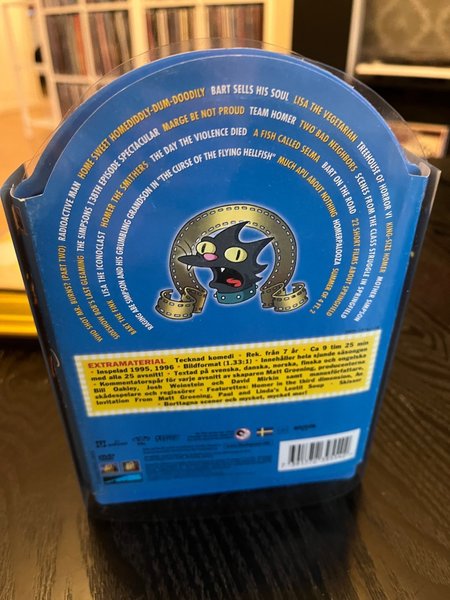 WHO SHOT MR. BURNS? (PART TWO) RADIOACTIVE MAN HOME SWEET HOMEDIDDLY-DUM-DOODILY BART SELLS HIS SOUL LISA THE VEGETARIAN TREEHOUSE OF HORROR VI KING-SIZE HOMER MOTHER SIMPSON
SIDESHOW BOB'S LAST GLEAMING THE SIMPSONS 138TH EPISODE SPECTACULAR MARGE BE NOT PROUD TEAM HOMER TWO BAD NEIGHBORS SCENES FROM THE CLASS STRUGGLE IN SPRINGFIELD
BART THE FINK LISA THE ICONOCLAST HOMER THE SMITHERS THE DAY THE VIOLENCE DIED A FISH CALLED SELMA BART ON THE ROAD 22 SHORT FILMS ABOUT SPRINGFIELD
RAGING ABE SIMPSON AND HIS GRUMBLING GRANDSON IN "THE CURSE OF THE FLYING HELLFISH" MUCH APU ABOUT NOTHING HOMERPALOOZA SUMMER OF 4 FT. 2
EXTRAMATERIAL Tecknad komedi • Rek. från 7 år • Ca 9 tim 25 min
• Inspelad 1995, 1996 • Bildformat (1.33:1) • Innehåller hela sjunde säsongen
med alla 25 avsnitt! • Textad på svenska, danska, norska, finska och engelska
• Kommentatorspår för varje avsnitt av skaparen Matt Groening, producenterna
Bill Oakley, Josh Weinstein och David Mirkin samt manusförfattare,
skådespelare och regissörer • Featurettes: Homer in the third dimension, An
Invitation From Matt Groening, Paul and Linda's Lentil Soup • Skisser
• Borttagna scener och mycket, mycket mer!
DVD